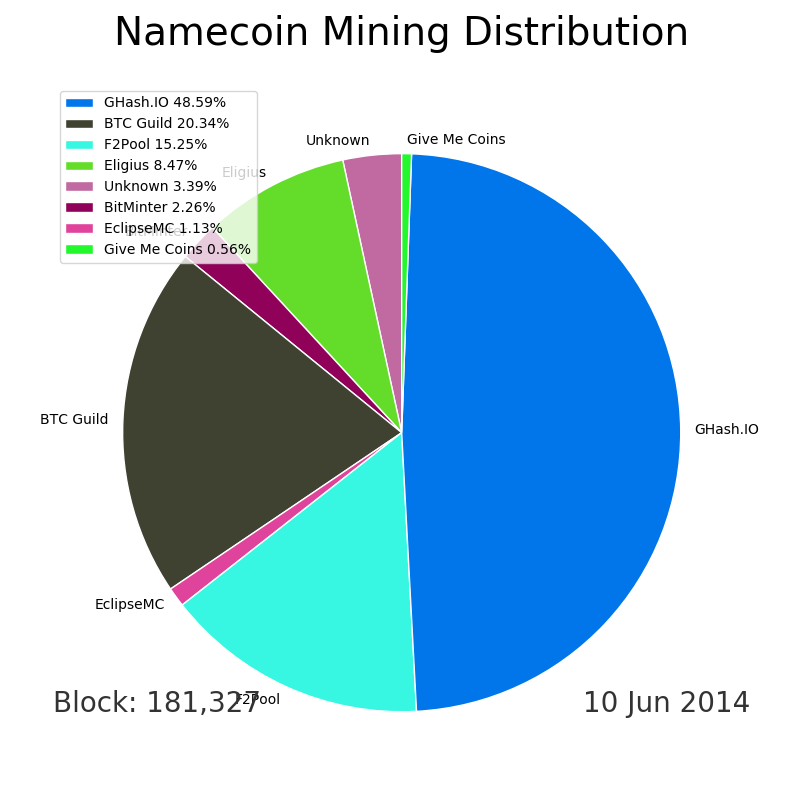 Namecoin Mining Distribution
GHash.IO 48.59%
BTC Guild 20.34%
F2Pool 15.25%
Eligius 8.47%
Unknown 3.39%
BitMinter 2.26%
EclipseMC 1.13%
Give Me Coins 0.56%
Unknown
Give Me Coins
Eligius
BitMinter
BTC Guild
GHash.IO
EclipseMC
F2Pool
Block: 181,327
10 Jun 2014